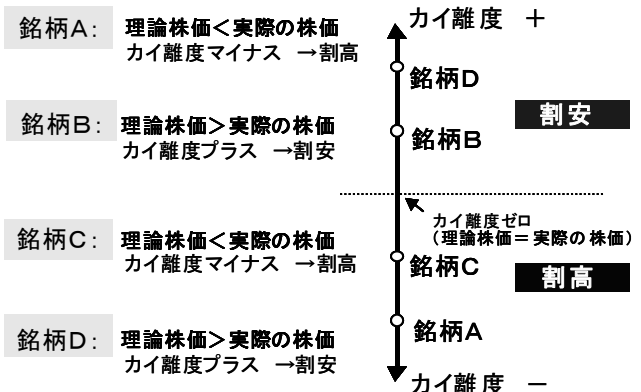 銘柄A： 理論株価＜実際の株価
カイ離度マイナス →割高
銘柄B： 理論株価＞実際の株価
カイ離度プラス →割安
銘柄C： 理論株価＜実際の株価
カイ離度マイナス →割高
銘柄D： 理論株価＞実際の株価
カイ離度プラス →割安
カイ離度 ＋
銘柄D
割安
銘柄B
カイ離度ゼロ
（理論株価＝実際の株価）
銘柄C
割高
銘柄A
カイ離度 －